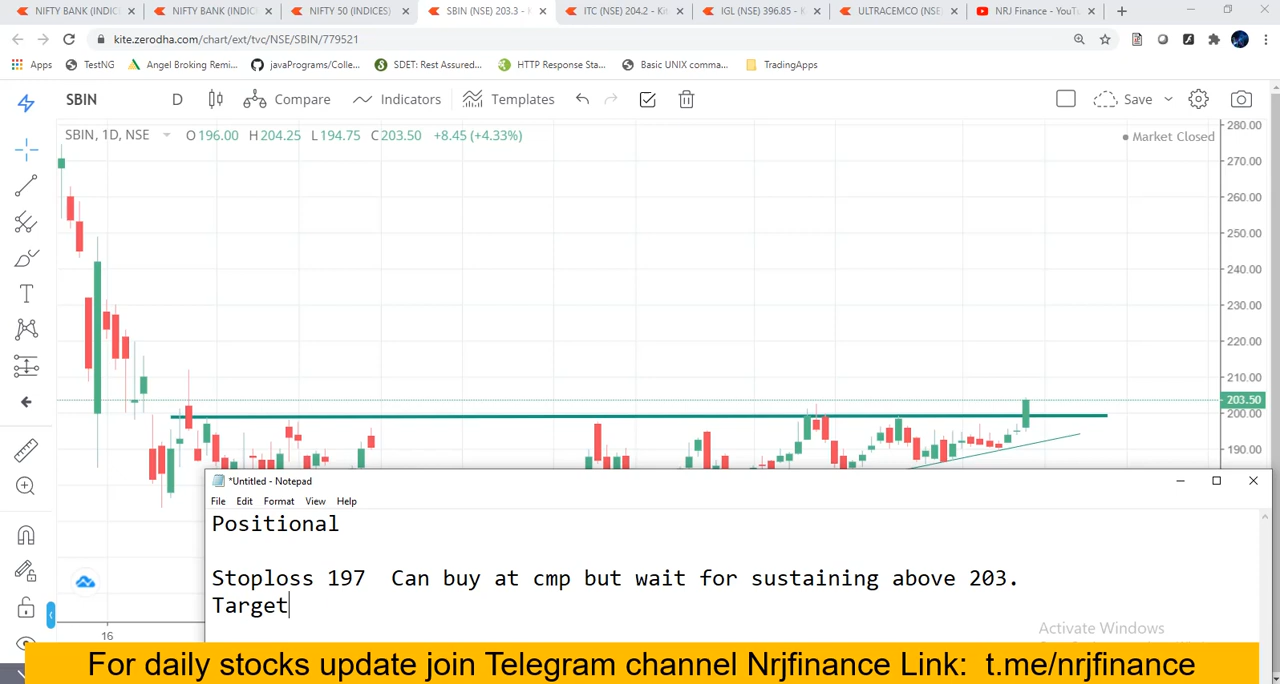 NIFTY BANK (INDICE
NIFTY BANK (INDIC
NIFTY 50 (INDICES)
SBIN (NSE) 203.3 - K
ITC (NSE) 204.2 - Kit
IGL (NSE) 396.85 - K
ULTRACEMCO (NSE
NRJ Finance - YouTu
kite.zerodha.com/chart/ext/tvc/NSE/SBIN/779521
Apps
TestNG
Angel Broking Remi...
javaPrograms/Colle...
SDET: Rest Assured...
HTTP Response Sta...
Basic UNIX comma...
TradingApps
SBIN
D
Compare
Indicators
Templates
Save
SBIN, 1D, NSE
O196.00 H204.25 L194.75 C203.50 +8.45 (+4.33%)
Market Closed
280.00
270.00
260.00
250.00
240.00
230.00
220.00
210.00
203.50
200.00
190.00
16
*Untitled - Notepad
File Edit Format View Help
Positional
Stoploss 197 Can buy at cmp but wait for sustaining above 203.
Target
Activate Windows
For daily stocks update join Telegram channel Nrjfinance Link: t.me/nrjfinance